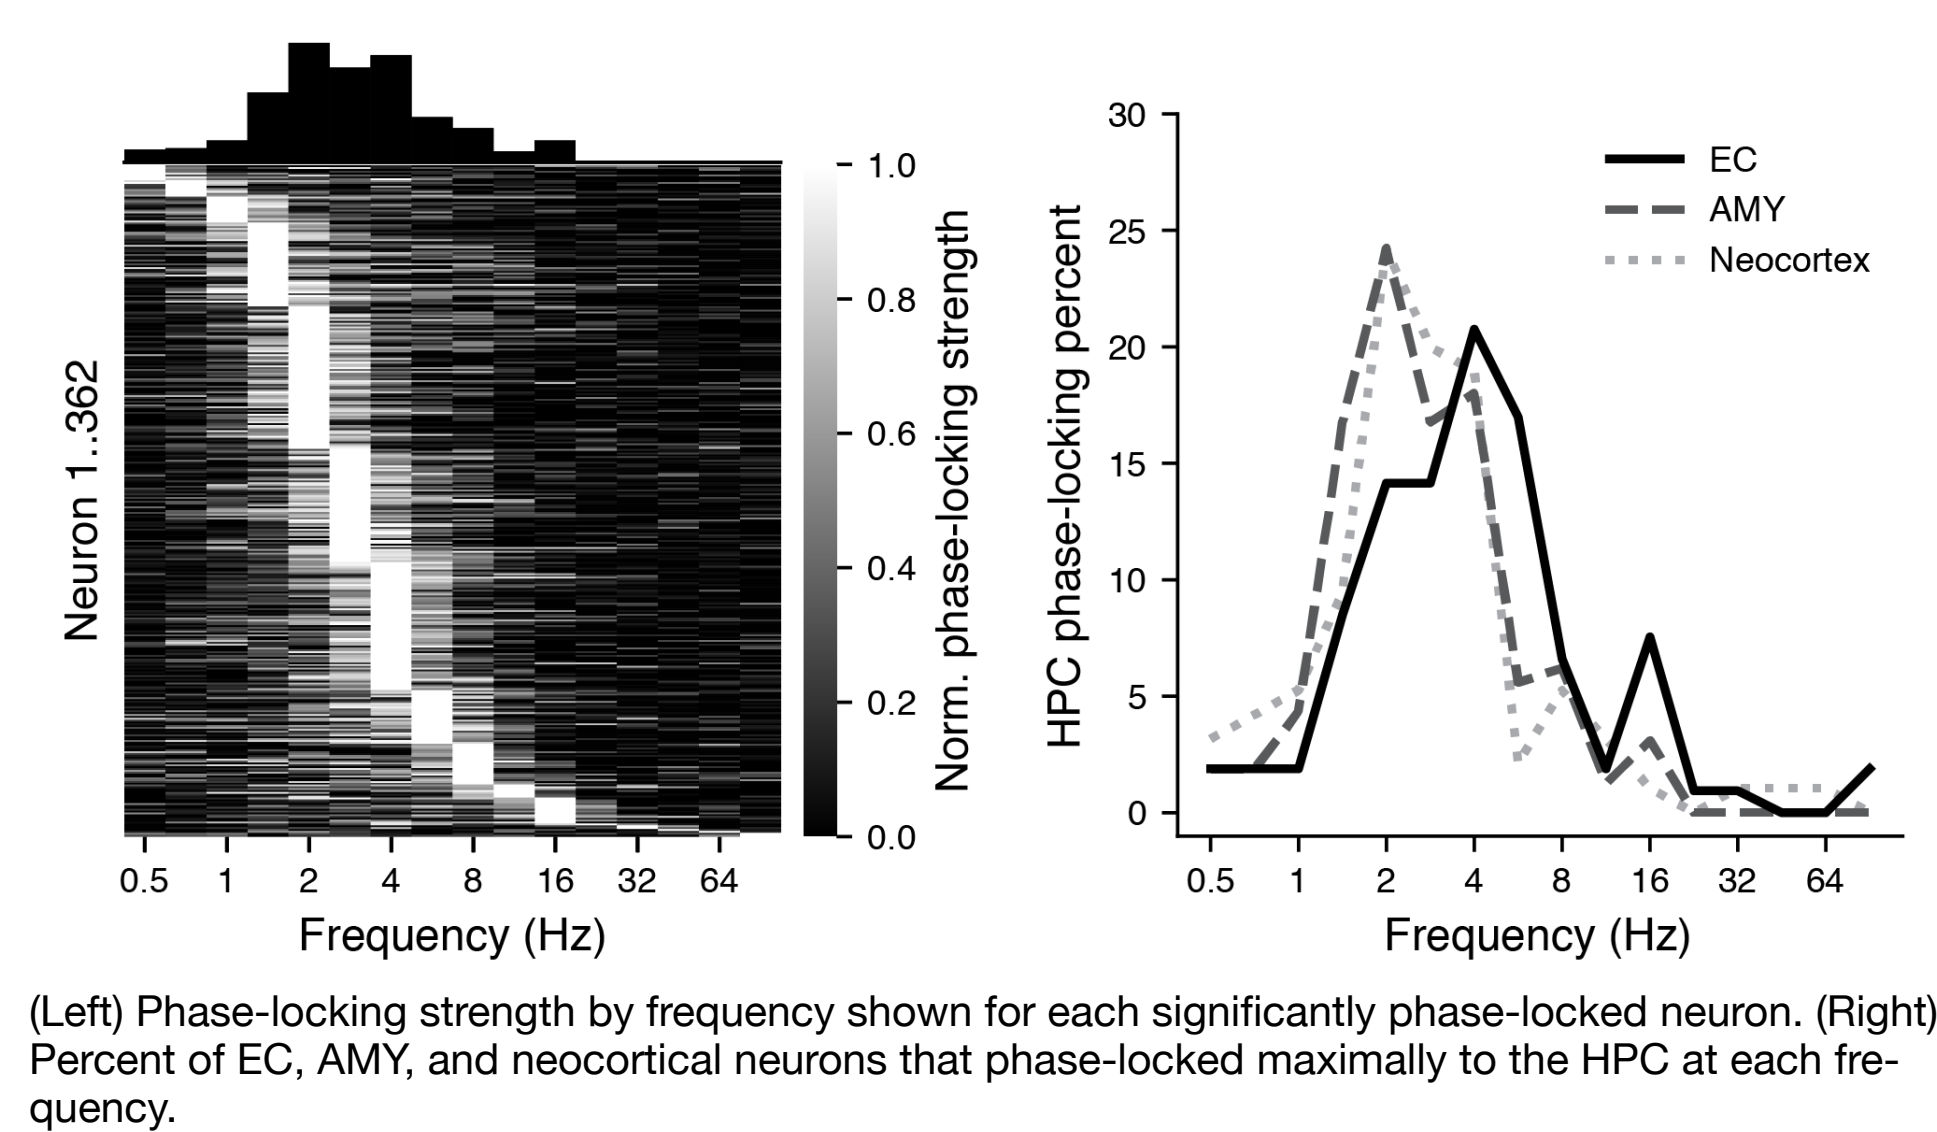 Neuron 1..362
0.5 1 2 4 8 16 32 64
Frequency (Hz)
1.0
0.8
0.6
0.4
0.2
0.0
Norm. phase-locking strength
HPC phase-locking percent
30
25
20
15
10
5
0
0.5 1 2 4 8 16 32 64
Frequency (Hz)
EC
AMY
Neocortex
(Left) Phase-locking strength by frequency shown for each significantly phase-locked neuron. (Right)
Percent of EC, AMY, and neocortical neurons that phase-locked maximally to the HPC at each fre-
quency.